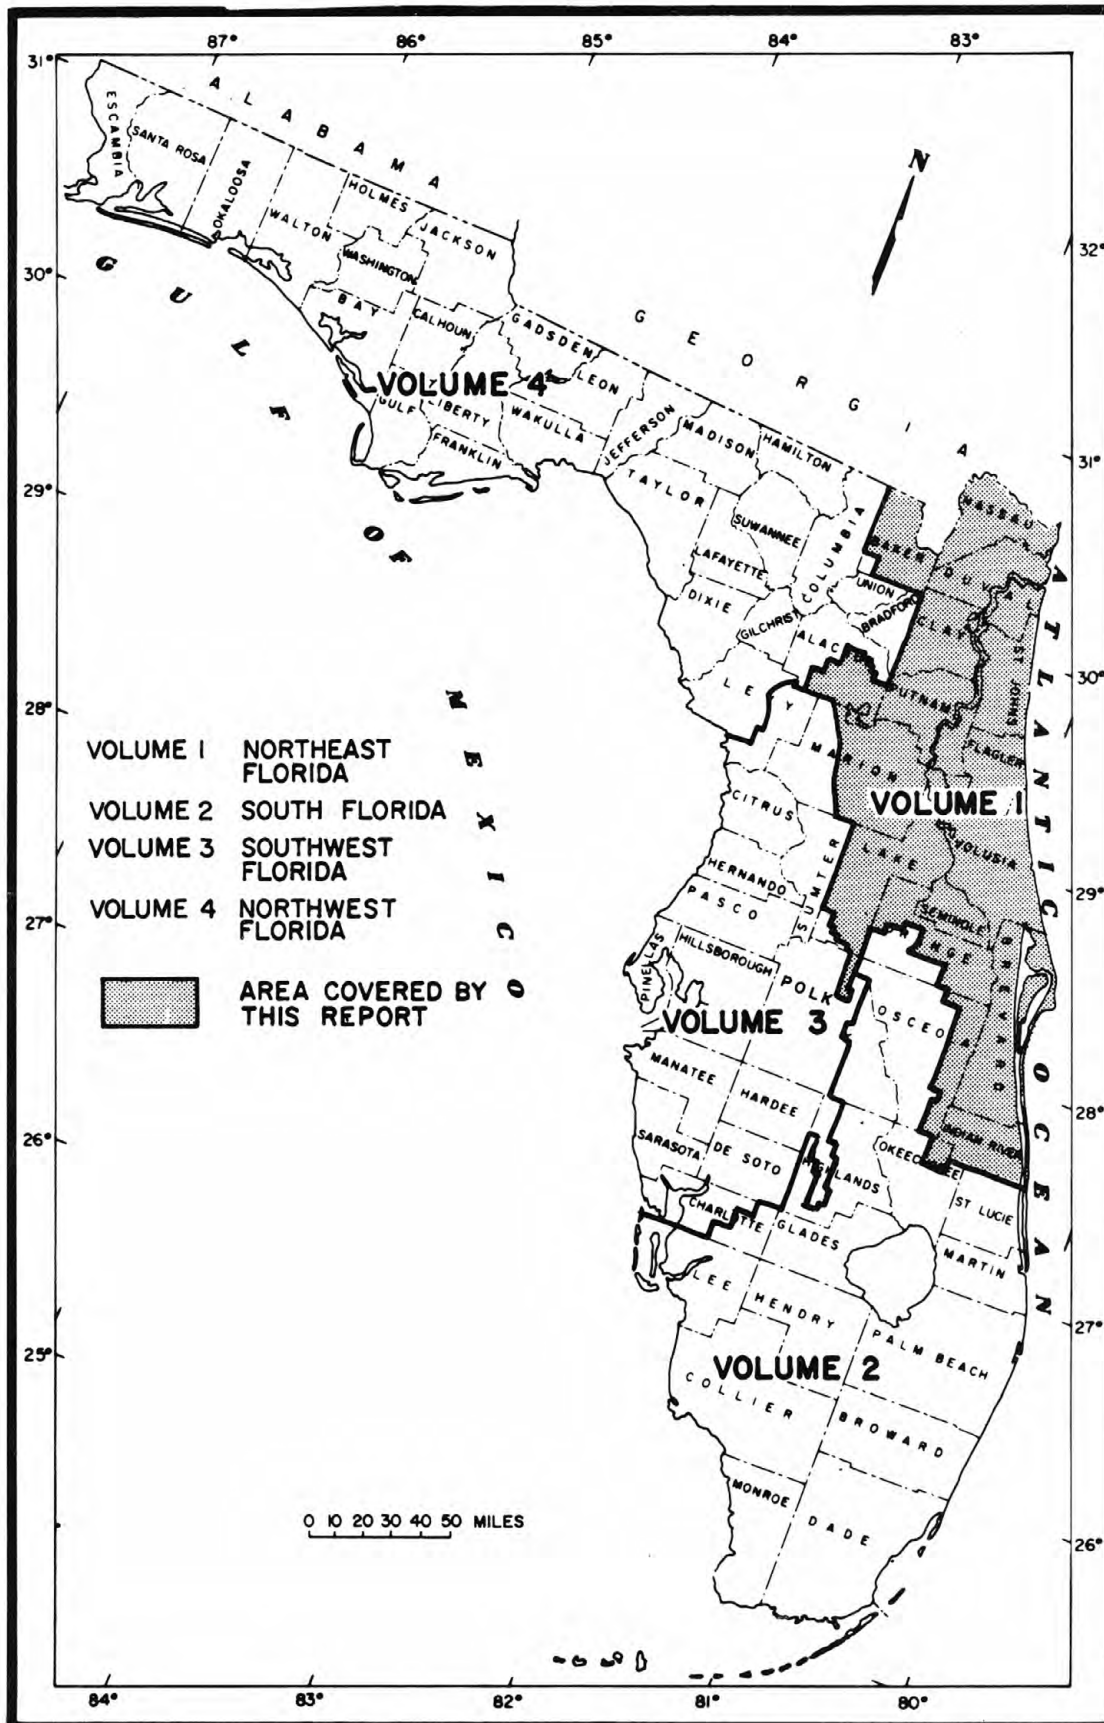 87° 86° 85° 83°
31°
ALABAMA
ESCAMBIA
SANTA ROSA
OKALOOSA
WALTON
HOLMES
JACKSON
WASHINGTON
BAY
CALHOUN
GADSDEN
LEON
VOLUME 4
GULF
LIBERTY
WAKULLA
FRANKLIN
JEFFERSON
MADISON
HAMILTON
TAYLOR
SUWANNEE
COLUMBIA
LAFAYETTE
DIXIE
GILCHRIST
UNION
BRADFORD
LEVY
GEORGIA
N
32°
30°
31°
29°
NASSAU
BAKER
DUVAL
CLAY
ST JOHNS
PUTNAM
FLAGLER
30°
28°
MARION
VOLUME 1
VOLUSIA
LAKE
CITRUS
SUMTER
HERNANDO
PASCO
SEMINOLE
ORANGE
BREVARD
29°
27°
GULF OF MEXICO
ATLANTIC OCEAN
VOLUME 1 NORTHEAST
FLORIDA
VOLUME 2 SOUTH FLORIDA
VOLUME 3 SOUTHWEST
FLORIDA
VOLUME 4 NORTHWEST
FLORIDA
AREA COVERED BY
THIS REPORT
PINELLAS
HILLSBOROUGH
POLK
VOLUME 3
OSCEOLA
MANATEE
HARDEE
28°
26°
INDIAN RIVER
SARASOTA
DE SOTO
HIGHLANDS
OKEECHOBEE
ST LUCIE
CHARLOTTE
GLADES
MARTIN
LEE
HENDRY
PALM BEACH
27°
25°
VOLUME 2
COLLIER
BROWARD
MONROE
DADE
26°
0 10 20 30 40 50 MILES
84° 83° 82° 81° 80°